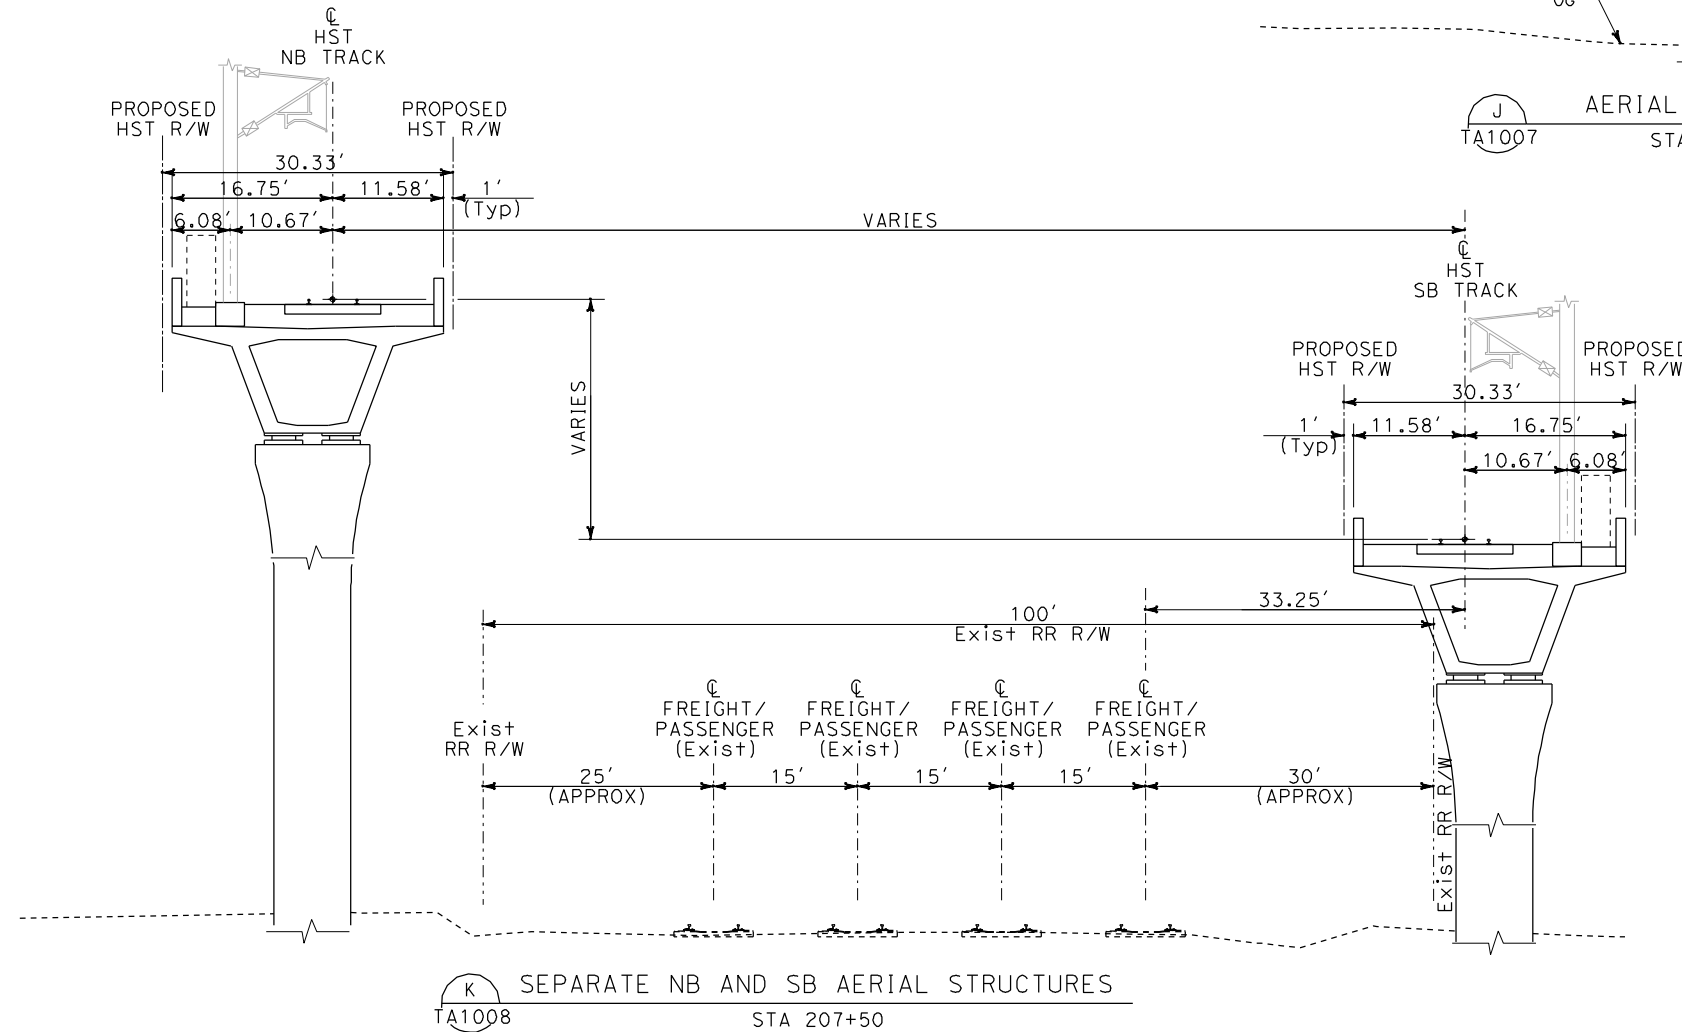 ℄
HST
NB TRACK
PROPOSED
HST R/W
PROPOSED
HST R/W
30.33′
16.75′
11.58′
1′
(Typ)
6.08′
10.67′
VARIES
VARIES
OG
J
TA1007
AERIAL
STA
℄
HST
SB TRACK
PROPOSED
HST R/W
PROPOSED
HST R/W
30.33′
1′
(Typ)
11.58′
16.75′
10.67′
6.08′
33.25′
100′
Exist RR R/W
Exist
RR R/W
℄
FREIGHT/
PASSENGER
(Exist)
℄
FREIGHT/
PASSENGER
(Exist)
℄
FREIGHT/
PASSENGER
(Exist)
℄
FREIGHT/
PASSENGER
(Exist)
25′
(APPROX)
15′
15′
15′
30′
(APPROX)
Exist RR R/W
K
TA1008
SEPARATE NB AND SB AERIAL STRUCTURES
STA 207+50